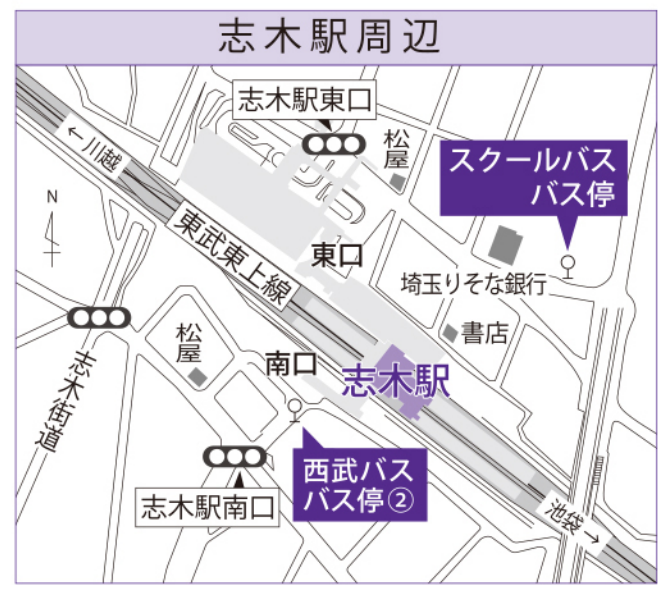 志木駅周辺
志木駅東口
松屋
スクールバス
バス停
←川越
N
東武東上線
東口
埼玉りそな銀行
書店
松屋
南口
志木駅
志木街道
西武バス
バス停②
志木駅南口
池袋→